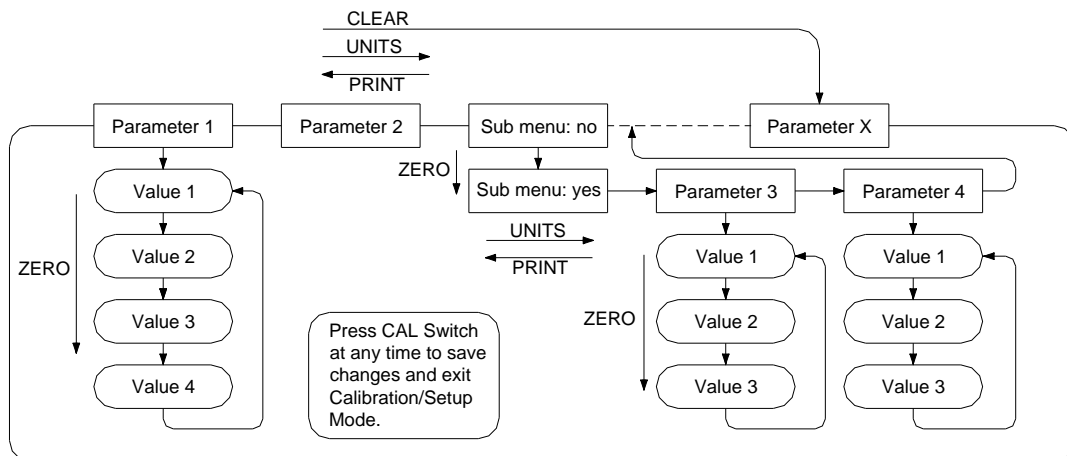 CLEAR
UNITS
PRINT
Parameter 1
Parameter 2
Sub menu: no
Parameter X
ZERO
Value 1
Sub menu: yes
Parameter 3
Parameter 4
UNITS
PRINT
ZERO
Value 2
Value 3
Value 4
Press CAL Switch
at any time to save
changes and exit
Calibration/Setup
Mode.
ZERO
Value 1
Value 2
Value 3
Value 1
Value 2
Value 3